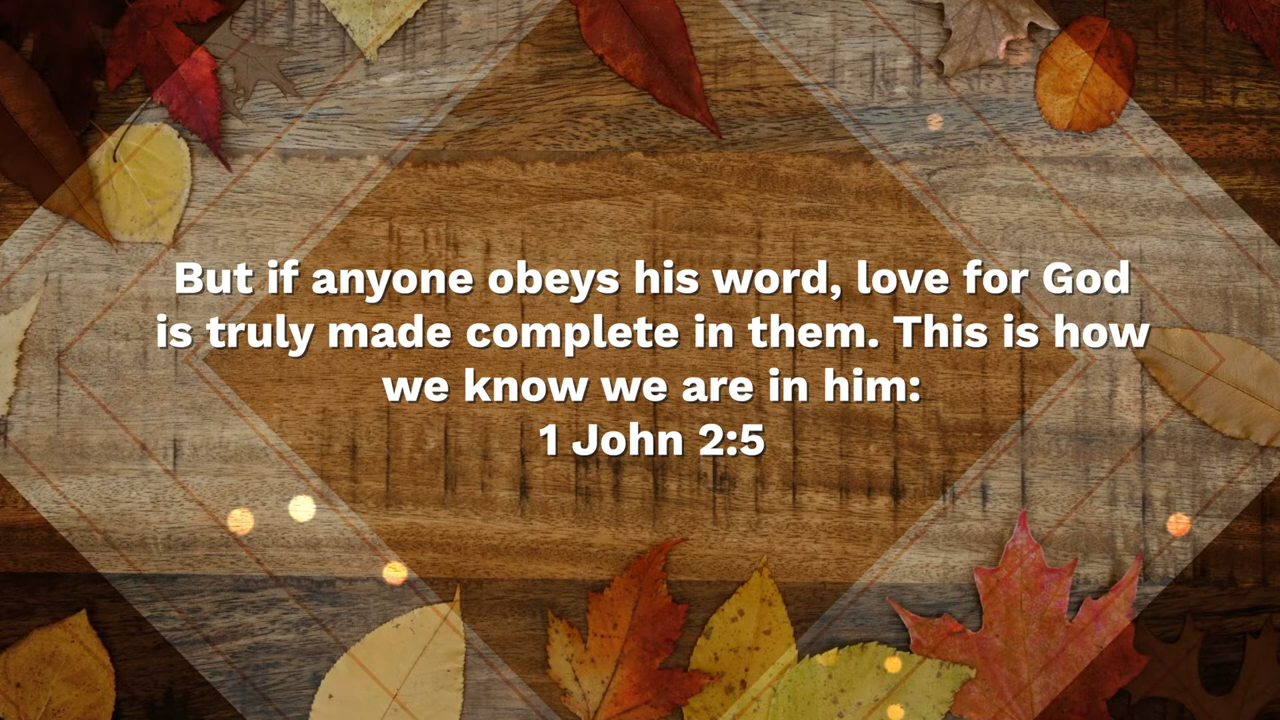 But if anyone obeys his word, love for God
is truly made complete in them. This is how
we know we are in him:
1 John 2:5